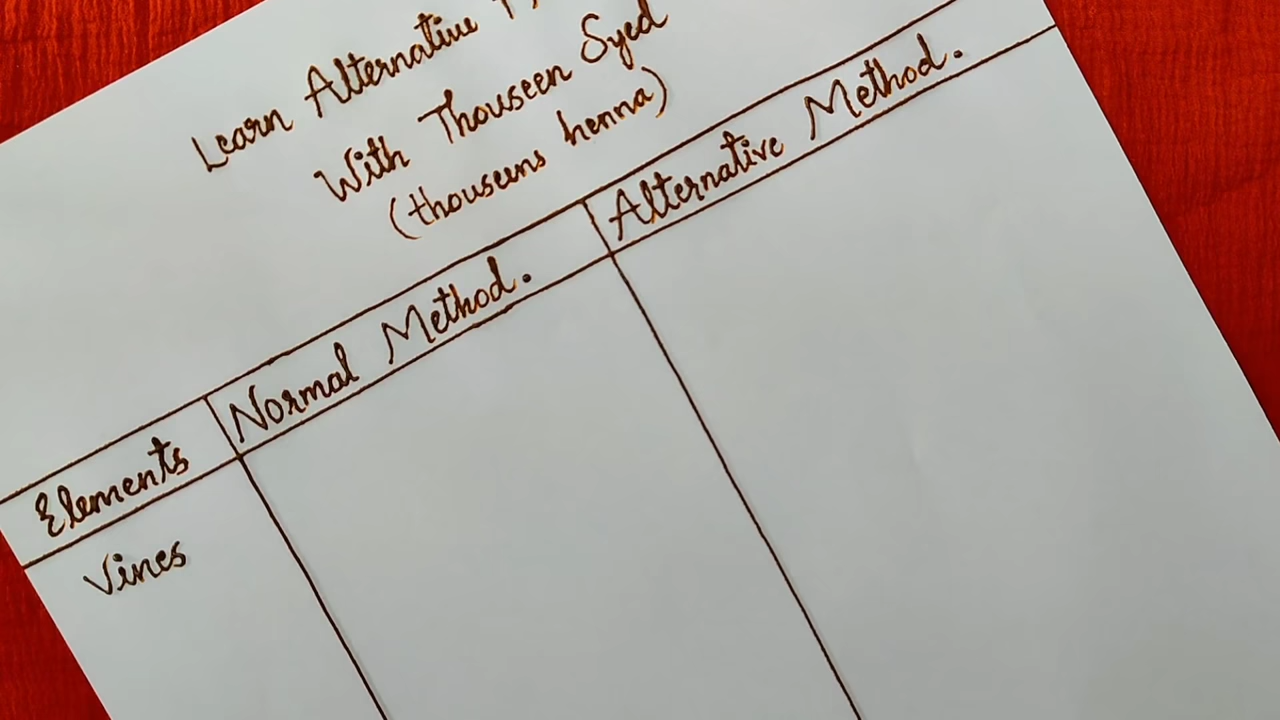 Learn Alternative
With Thouseen Syed
(thouseens henna)
Elements Normal Method. Alternative Method.
Vines